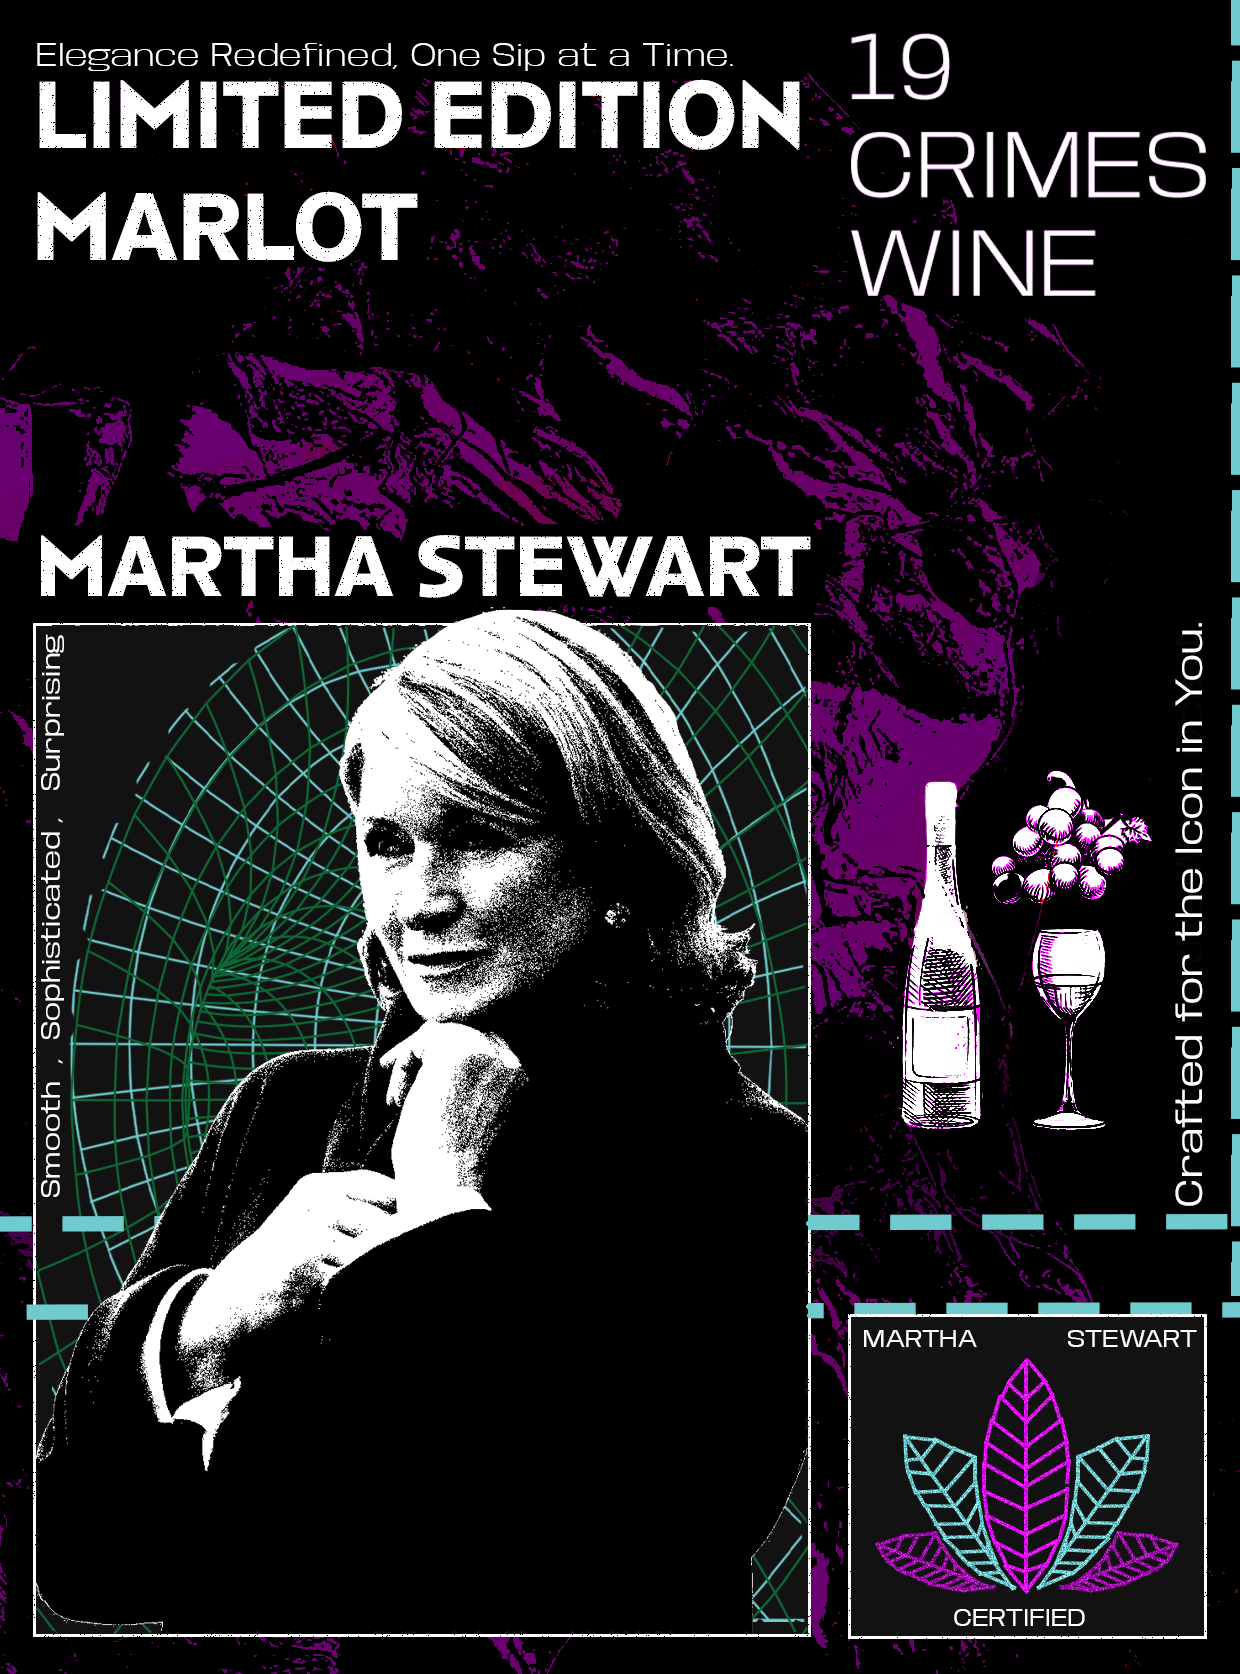 Elegance Redefined, One Sip at a Time.
LIMITED EDITION
MARLOT
19
CRIMES
WINE
MARTHA STEWART
Smooth , Sophisticated , Surprising
Crafted for the Icon in You.
MARTHA STEWART
CERTIFIED